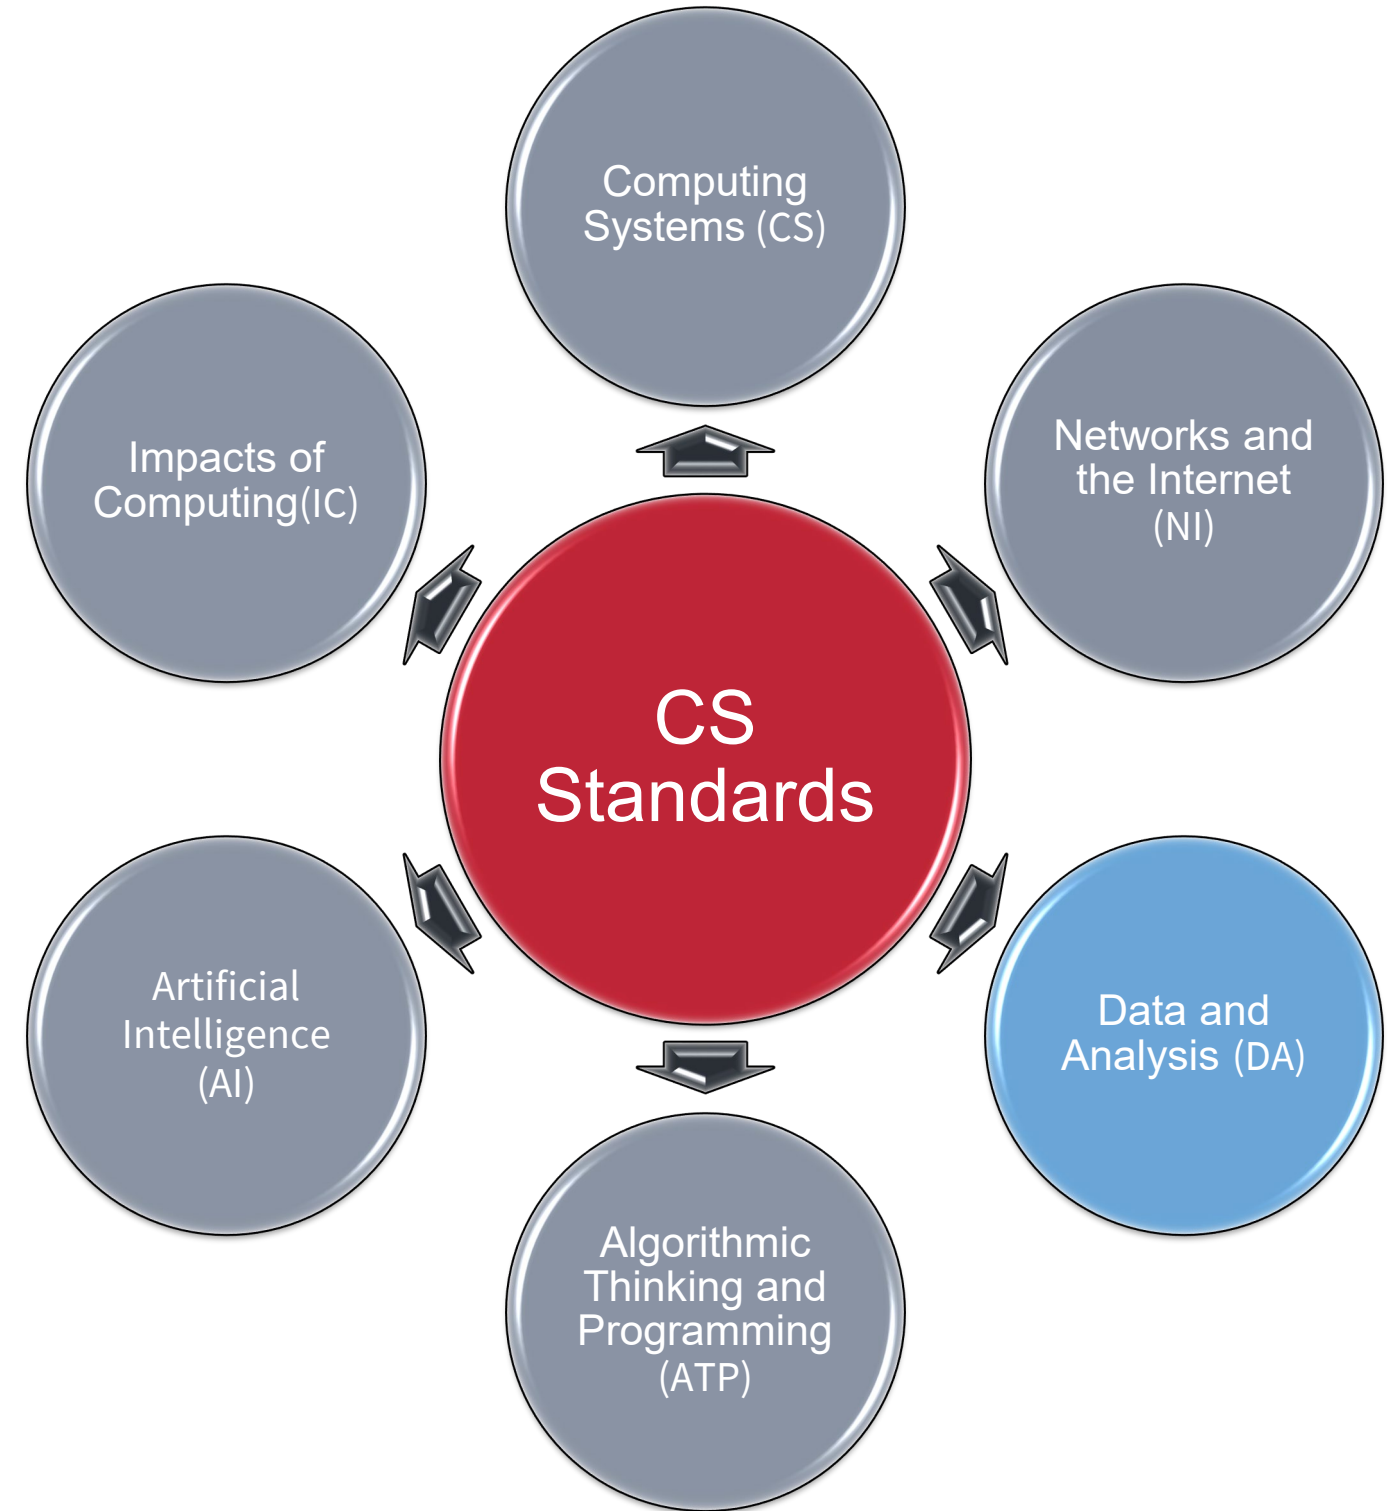 Computing
Systems (CS)
Networks and
the Internet
(NI)
Impacts of
Computing(IC)
CS
Standards
Data and
Analysis (DA)
Artificial
Intelligence
(AI)
Algorithmic
Thinking and
Programming
(ATP)